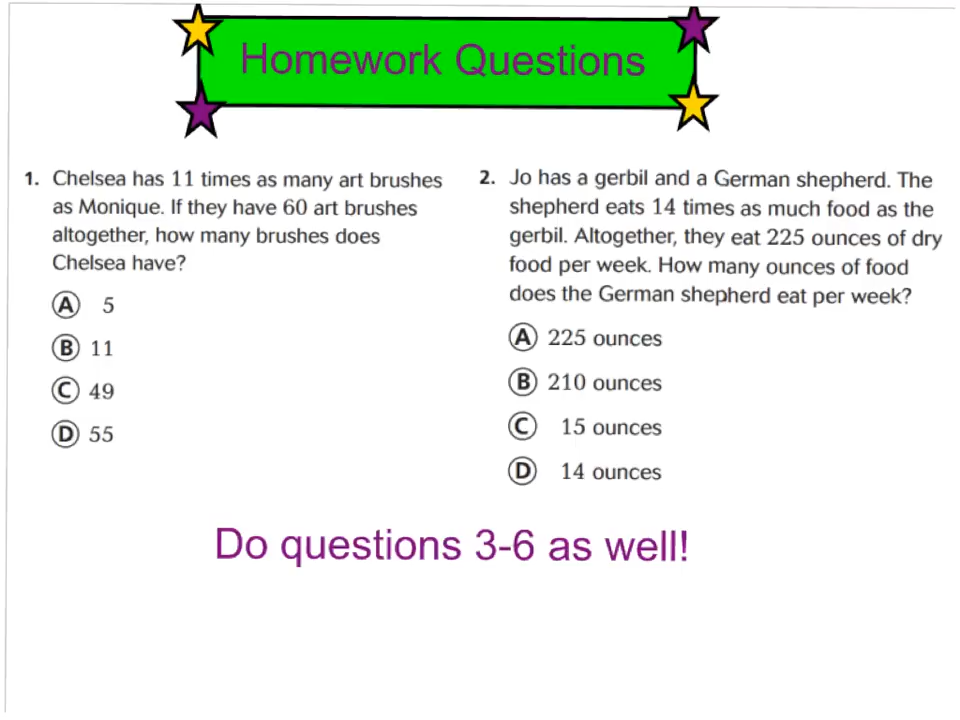 Homework Questions
1. Chelsea has 11 times as many art brushes
as Monique. If they have 60 art brushes
altogether, how many brushes does
Chelsea have?
A 5
B 11
C 49
D 55
2. Jo has a gerbil and a German shepherd. The
shepherd eats 14 times as much food as the
gerbil. Altogether, they eat 225 ounces of dry
food per week. How many ounces of food
does the German shepherd eat per week?
A 225 ounces
B 210 ounces
C 15 ounces
D 14 ounces
Do questions 3-6 as well!